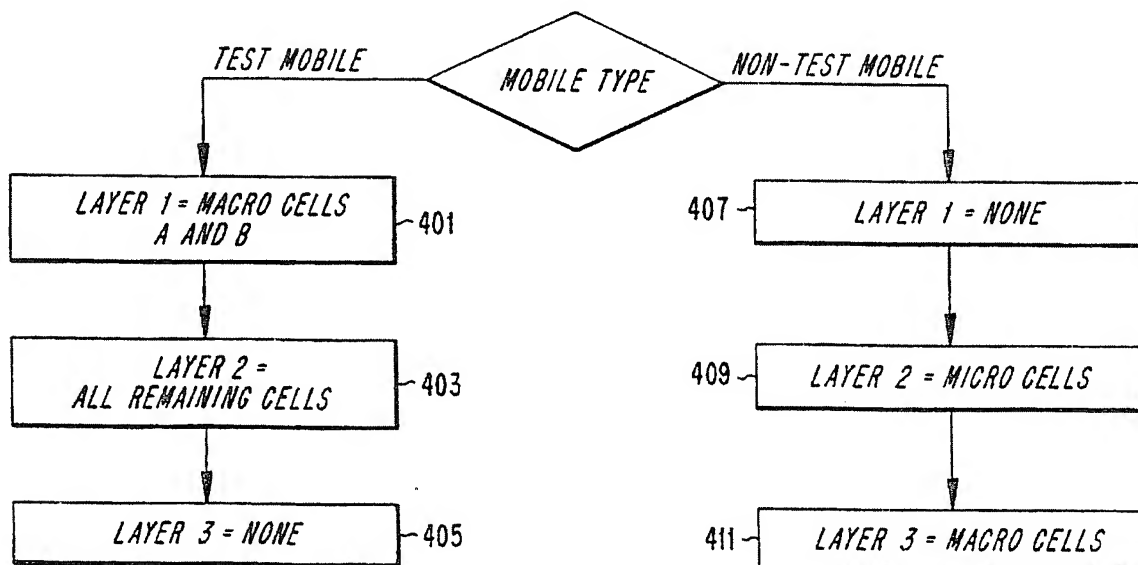 MOBILE TYPE
TEST MOBILE
NON-TEST MOBILE
LAYER 1 = MACRO CELLS
A AND B
401
LAYER 2 =
ALL REMAINING CELLS
403
LAYER 3 = NONE
405
407
LAYER 1 = NONE
409
LAYER 2 = MICRO CELLS
411
LAYER 3 = MACRO CELLS